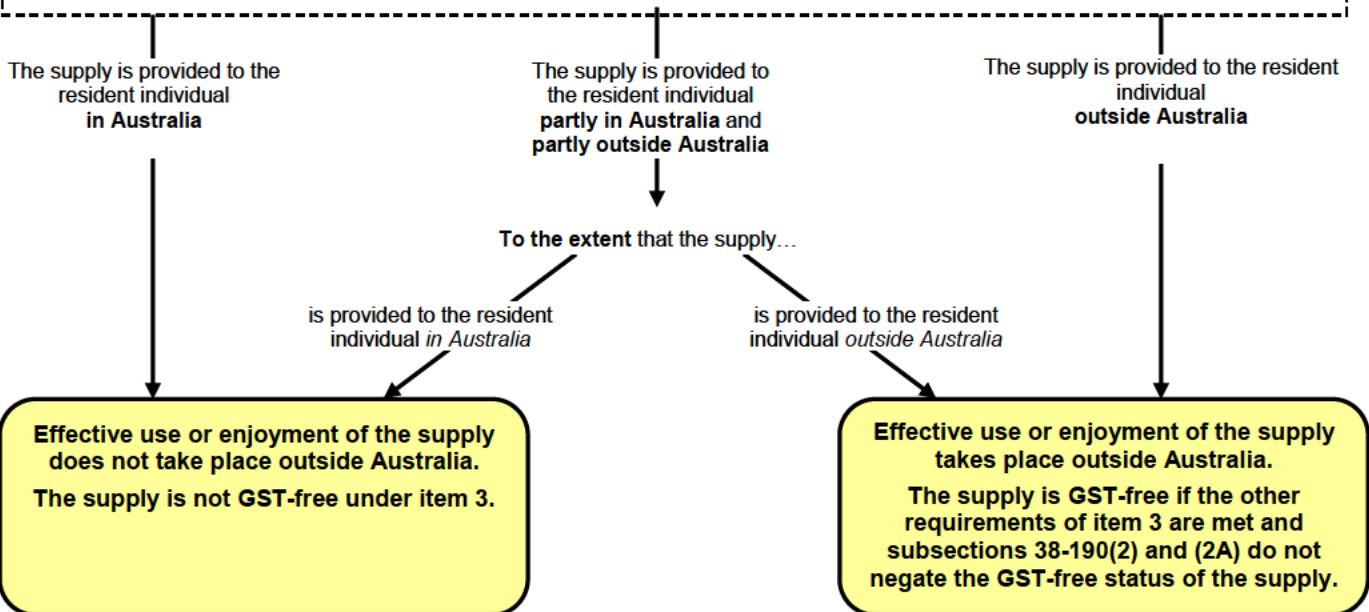 The supply is provided to the
resident individual
in Australia
The supply is provided to
the resident individual
partly in Australia and
partly outside Australia
The supply is provided to the resident
individual
outside Australia
To the extent that the supply…
is provided to the resident
individual in Australia
is provided to the resident
individual outside Australia
Effective use or enjoyment of the supply
does not take place outside Australia.
The supply is not GST-free under item 3.
Effective use or enjoyment of the supply
takes place outside Australia.
The supply is GST-free if the other
requirements of item 3 are met and
subsections 38-190(2) and (2A) do not
negate the GST-free status of the supply.